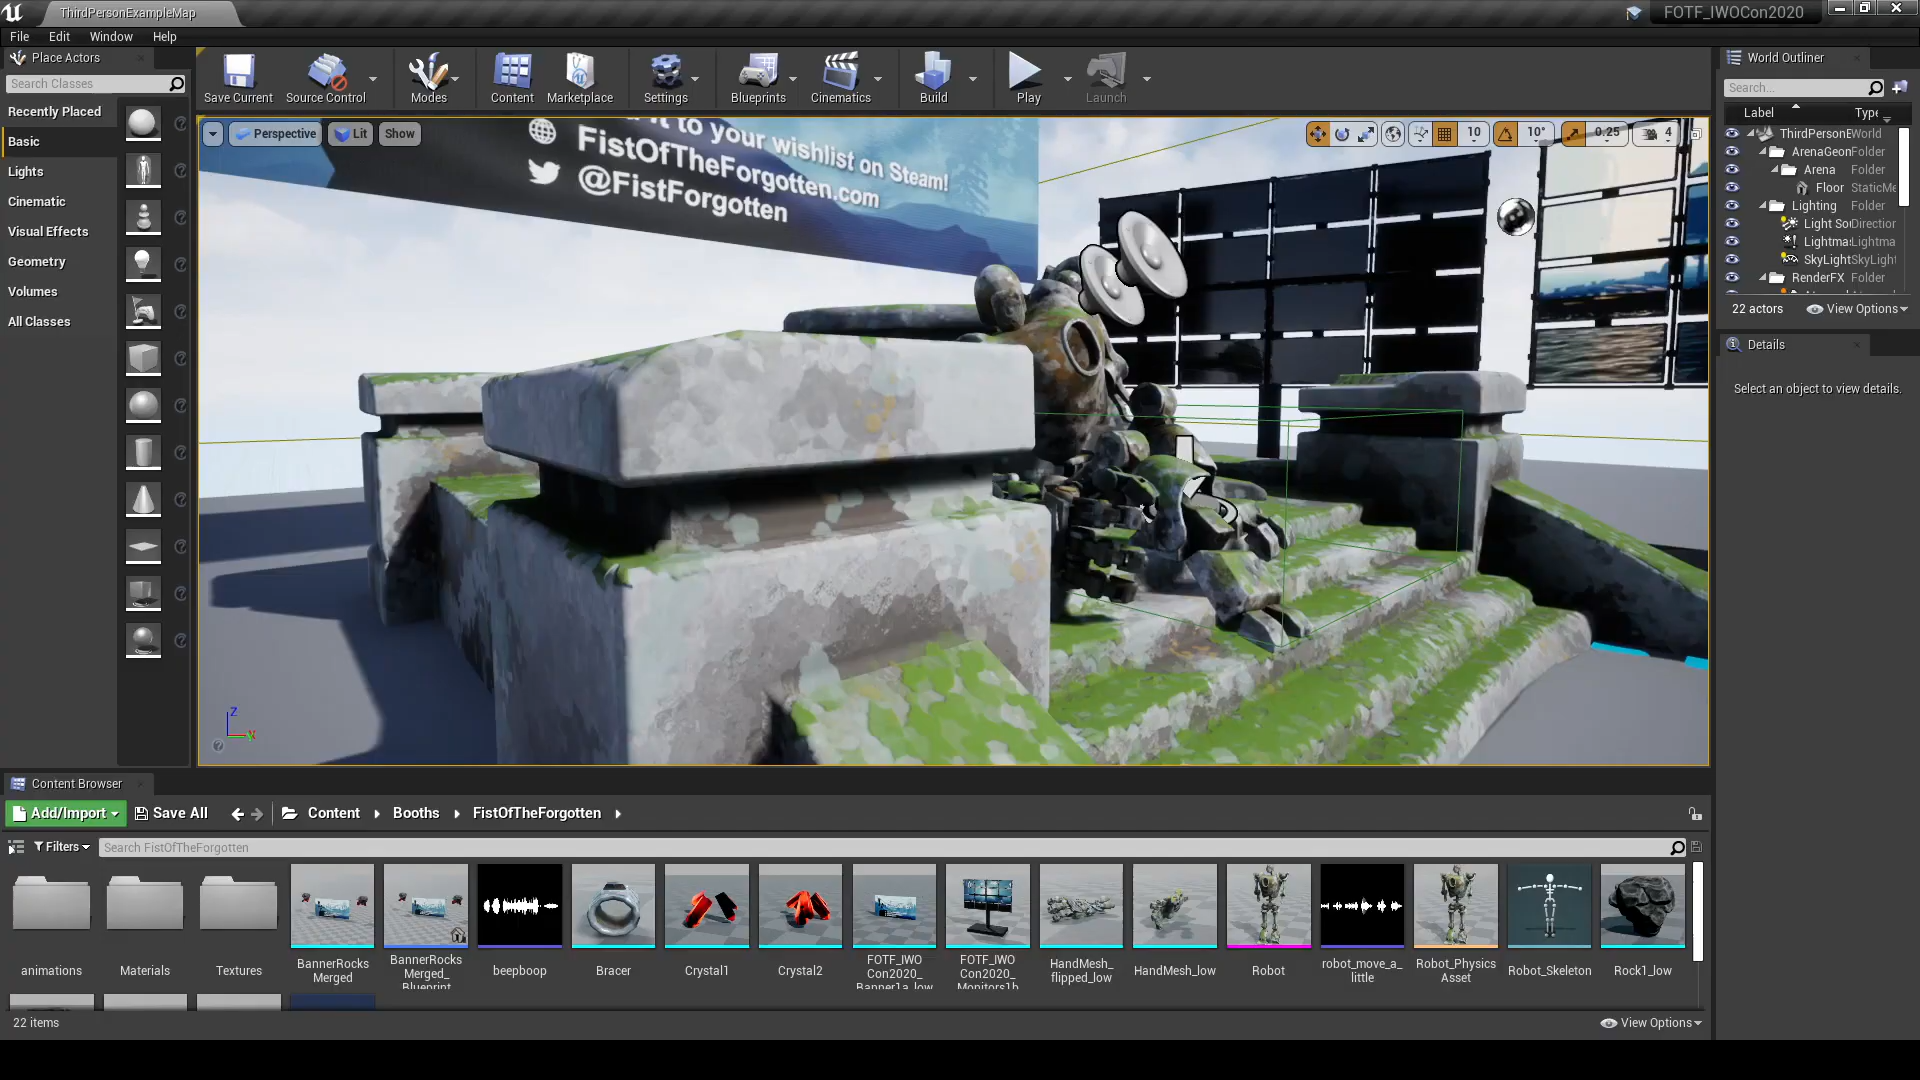 ThirdPersonExampleMap
FOTF_IWOCon2020
File Edit Window Help
Place Actors
Search Classes
Recently Placed
Basic
Lights
Cinematic
Visual Effects
Geometry
Volumes
All Classes
Save Current Source Control Modes Content Marketplace Settings Blueprints Cinematics Build Play Launch
Perspective Lit Show
10 10° 0.25 4
it to your wishlist on Steam!
FistOfTheForgotten.com
@FistForgotten
Z
World Outliner
Search...
Label Type
ThirdPersonE World
ArenaGeon Folder
Arena Folder
Floor StaticMe
Lighting Folder
Light Sou Direction
Lightma Lightma
SkyLight SkyLight
RenderFX Folder
22 actors View Options
Details
Select an object to view details.
Content Browser
Add/Import Save All Content Booths FistOfTheForgotten
Filters Search FistOfTheForgotten
animations
Materials
Textures
BannerRocks
Merged
BannerRocks
Merged_
Blueprint
beepboop
Bracer
Crystal1
Crystal2
FOTF_IWO
Con2020_
Banner1a_low
FOTF_IWO
Con2020_
Monitors1b
HandMesh_
flipped_low
HandMesh_low
Robot
robot_move_a_
little
Robot_Physics
Asset
Robot_Skeleton
Rock1_low
22 items View Options